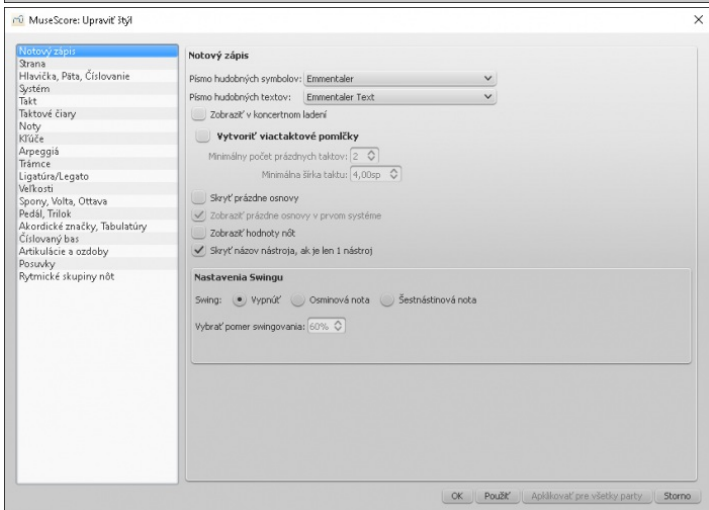 MuseScore: Upraviť štýl
Notový zápis
Strana
Hlavička, Päta, Číslovanie
Systém
Takt
Taktové čiary
Noty
Kľúče
Arpeggiá
Trámce
Ligatúra/Legato
Veľkosti
Spony, Volta, Ottava
Pedál, Trilok
Akordické značky, Tabulatúry
Číslovaný bas
Artikulácie a ozdoby
Posuvky
Rytmické skupiny nôt
Notový zápis
Písmo hudobných symbolov: Emmentaler
Písmo hudobných textov: Emmentaler Text
Zobraziť v koncertnom ladení
Vytvoriť viactaktové pomlčky
Minimálny počet prázdnych taktov: 2
Minimálna šírka taktu: 4,00sp
Skryť prázdne osnovy
Zobraziť prázdne osnovy v prvom systéme
Zobraziť hodnoty nôt
Skryť názov nástroja, ak je len 1 nástroj
Nastavenia Swingu
Swing: Vypnúť Osminová nota Šestnástinová nota
Vybrať pomer swingovania: 60%
OK Použiť Aplikovať pre všetky party Storno